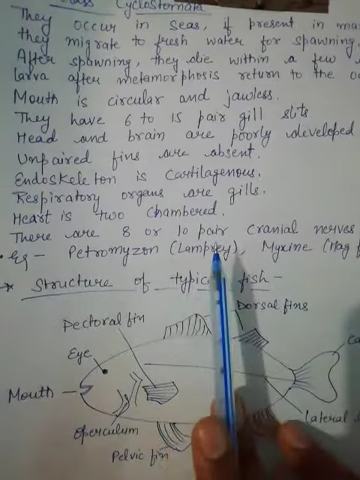 Class Cyclostomata
They occur in seas, if present in
they migrate to fresh water for spawning.
After spawning, they die within a few
larva after metamorphosis return to the
Mouth is circular and jawless.
They have 6 to 15 pair gill slits
Head and brain are poorly developed
Unpaired fins are absent.
Endoskeleton is cartilagenous.
Respiratory organs are gills.
Heart is two chambered.
There are 8 or 10 pair cranial nerves
Eg - Petromyzon (Lamprey), Myxine (Hag
Structure of typical fish -
Dorsal fins
Pectoral fin
Eye
Mouth
Operculum
Pelvic fin
lateral